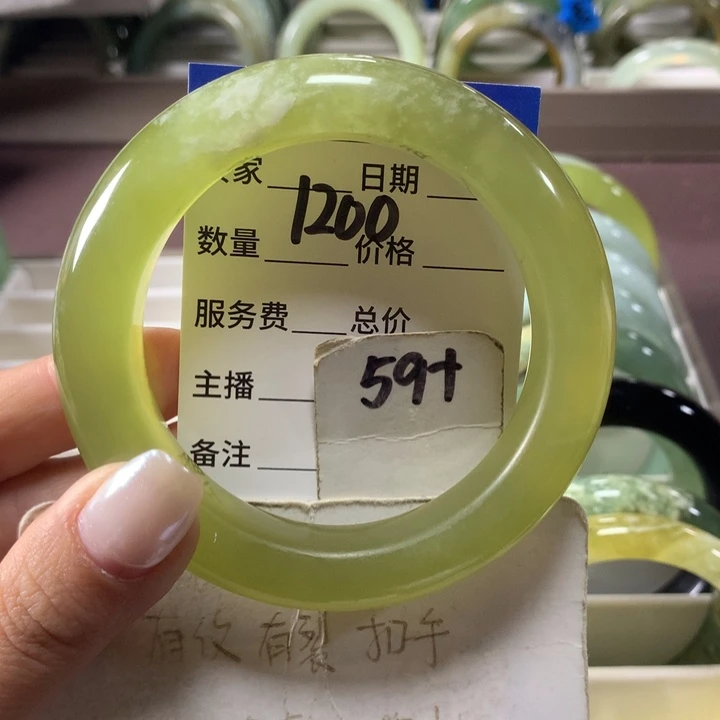 家 日期
1200
数量 价格
服务费 总价
主播
59+
备注
有纹 有裂 扣手